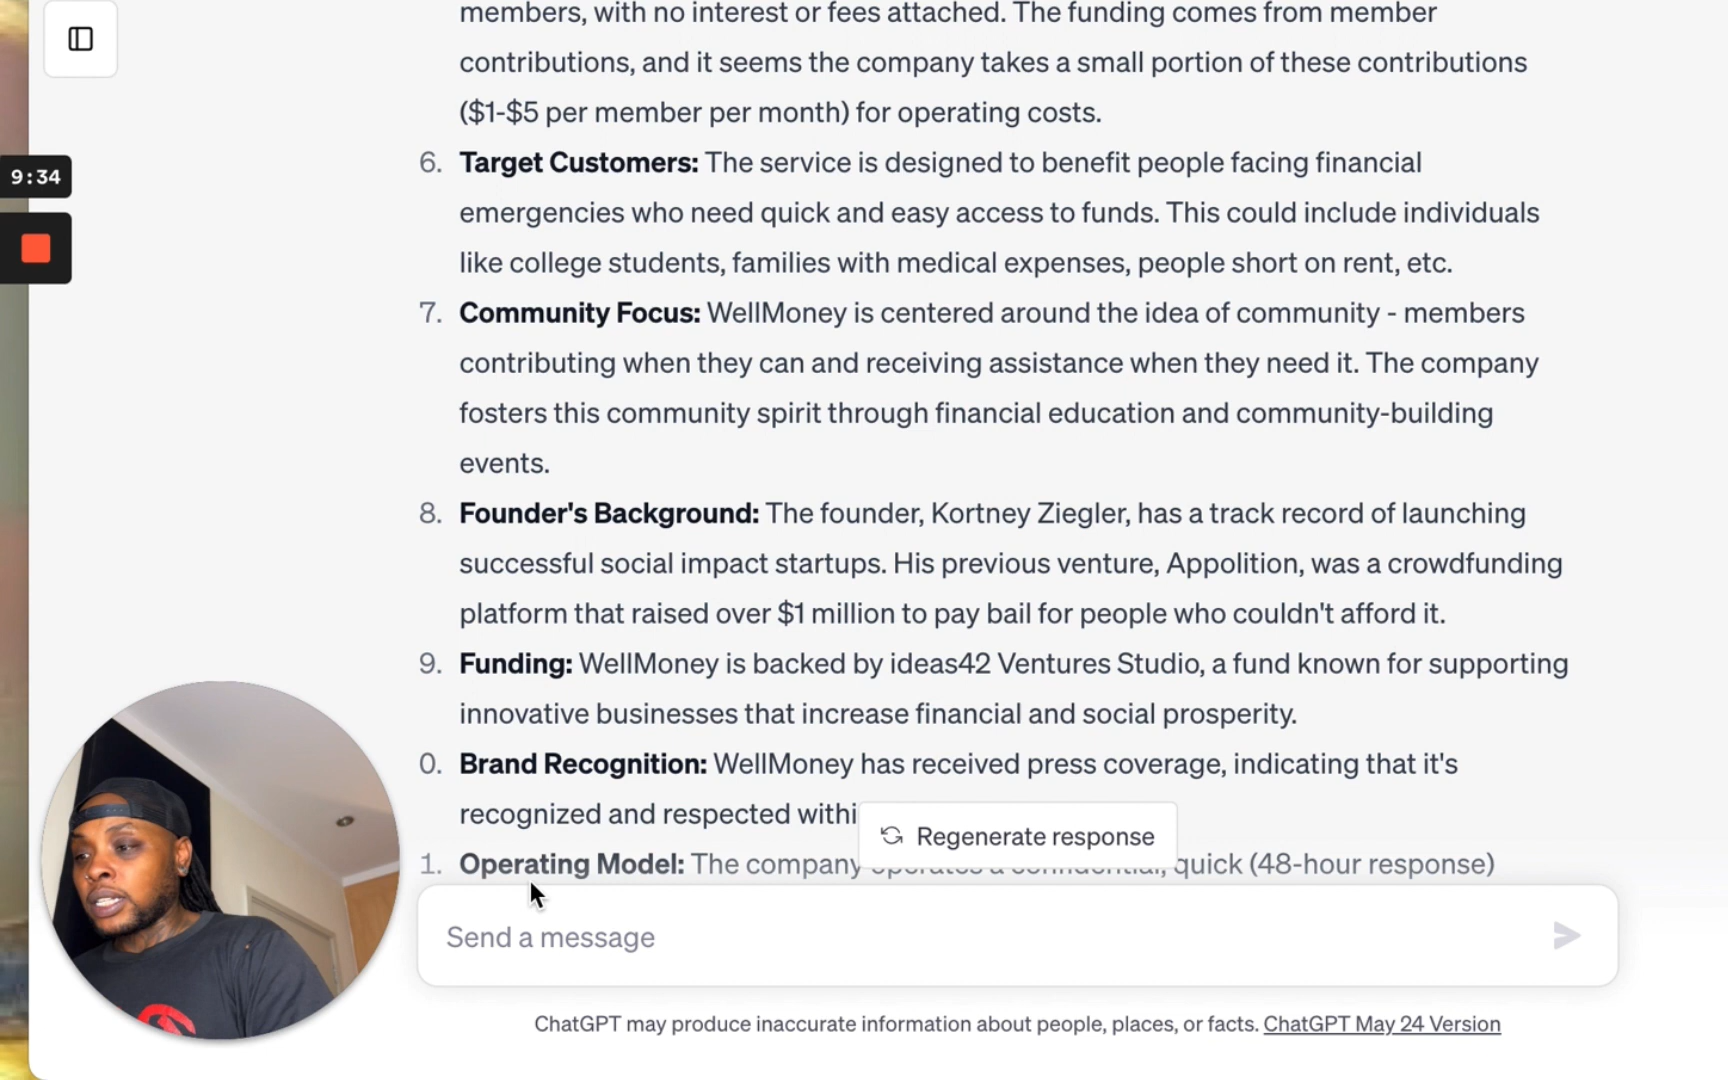 members, with no interest or fees attached. The funding comes from member
contributions, and it seems the company takes a small portion of these contributions
($1-$5 per member per month) for operating costs.
9:34
6. Target Customers: The service is designed to benefit people facing financial
emergencies who need quick and easy access to funds. This could include individuals
like college students, families with medical expenses, people short on rent, etc.
7. Community Focus: WellMoney is centered around the idea of community - members
contributing when they can and receiving assistance when they need it. The company
fosters this community spirit through financial education and community-building
events.
8. Founder's Background: The founder, Kortney Ziegler, has a track record of launching
successful social impact startups. His previous venture, Appolition, was a crowdfunding
platform that raised over $1 million to pay bail for people who couldn't afford it.
9. Funding: WellMoney is backed by ideas42 Ventures Studio, a fund known for supporting
innovative businesses that increase financial and social prosperity.
0. Brand Recognition: WellMoney has received press coverage, indicating that it's
recognized and respected withi
Regenerate response
1. Operating Model: The company operates a confidential, quick (48-hour response)
Send a message
ChatGPT may produce inaccurate information about people, places, or facts. ChatGPT May 24 Version